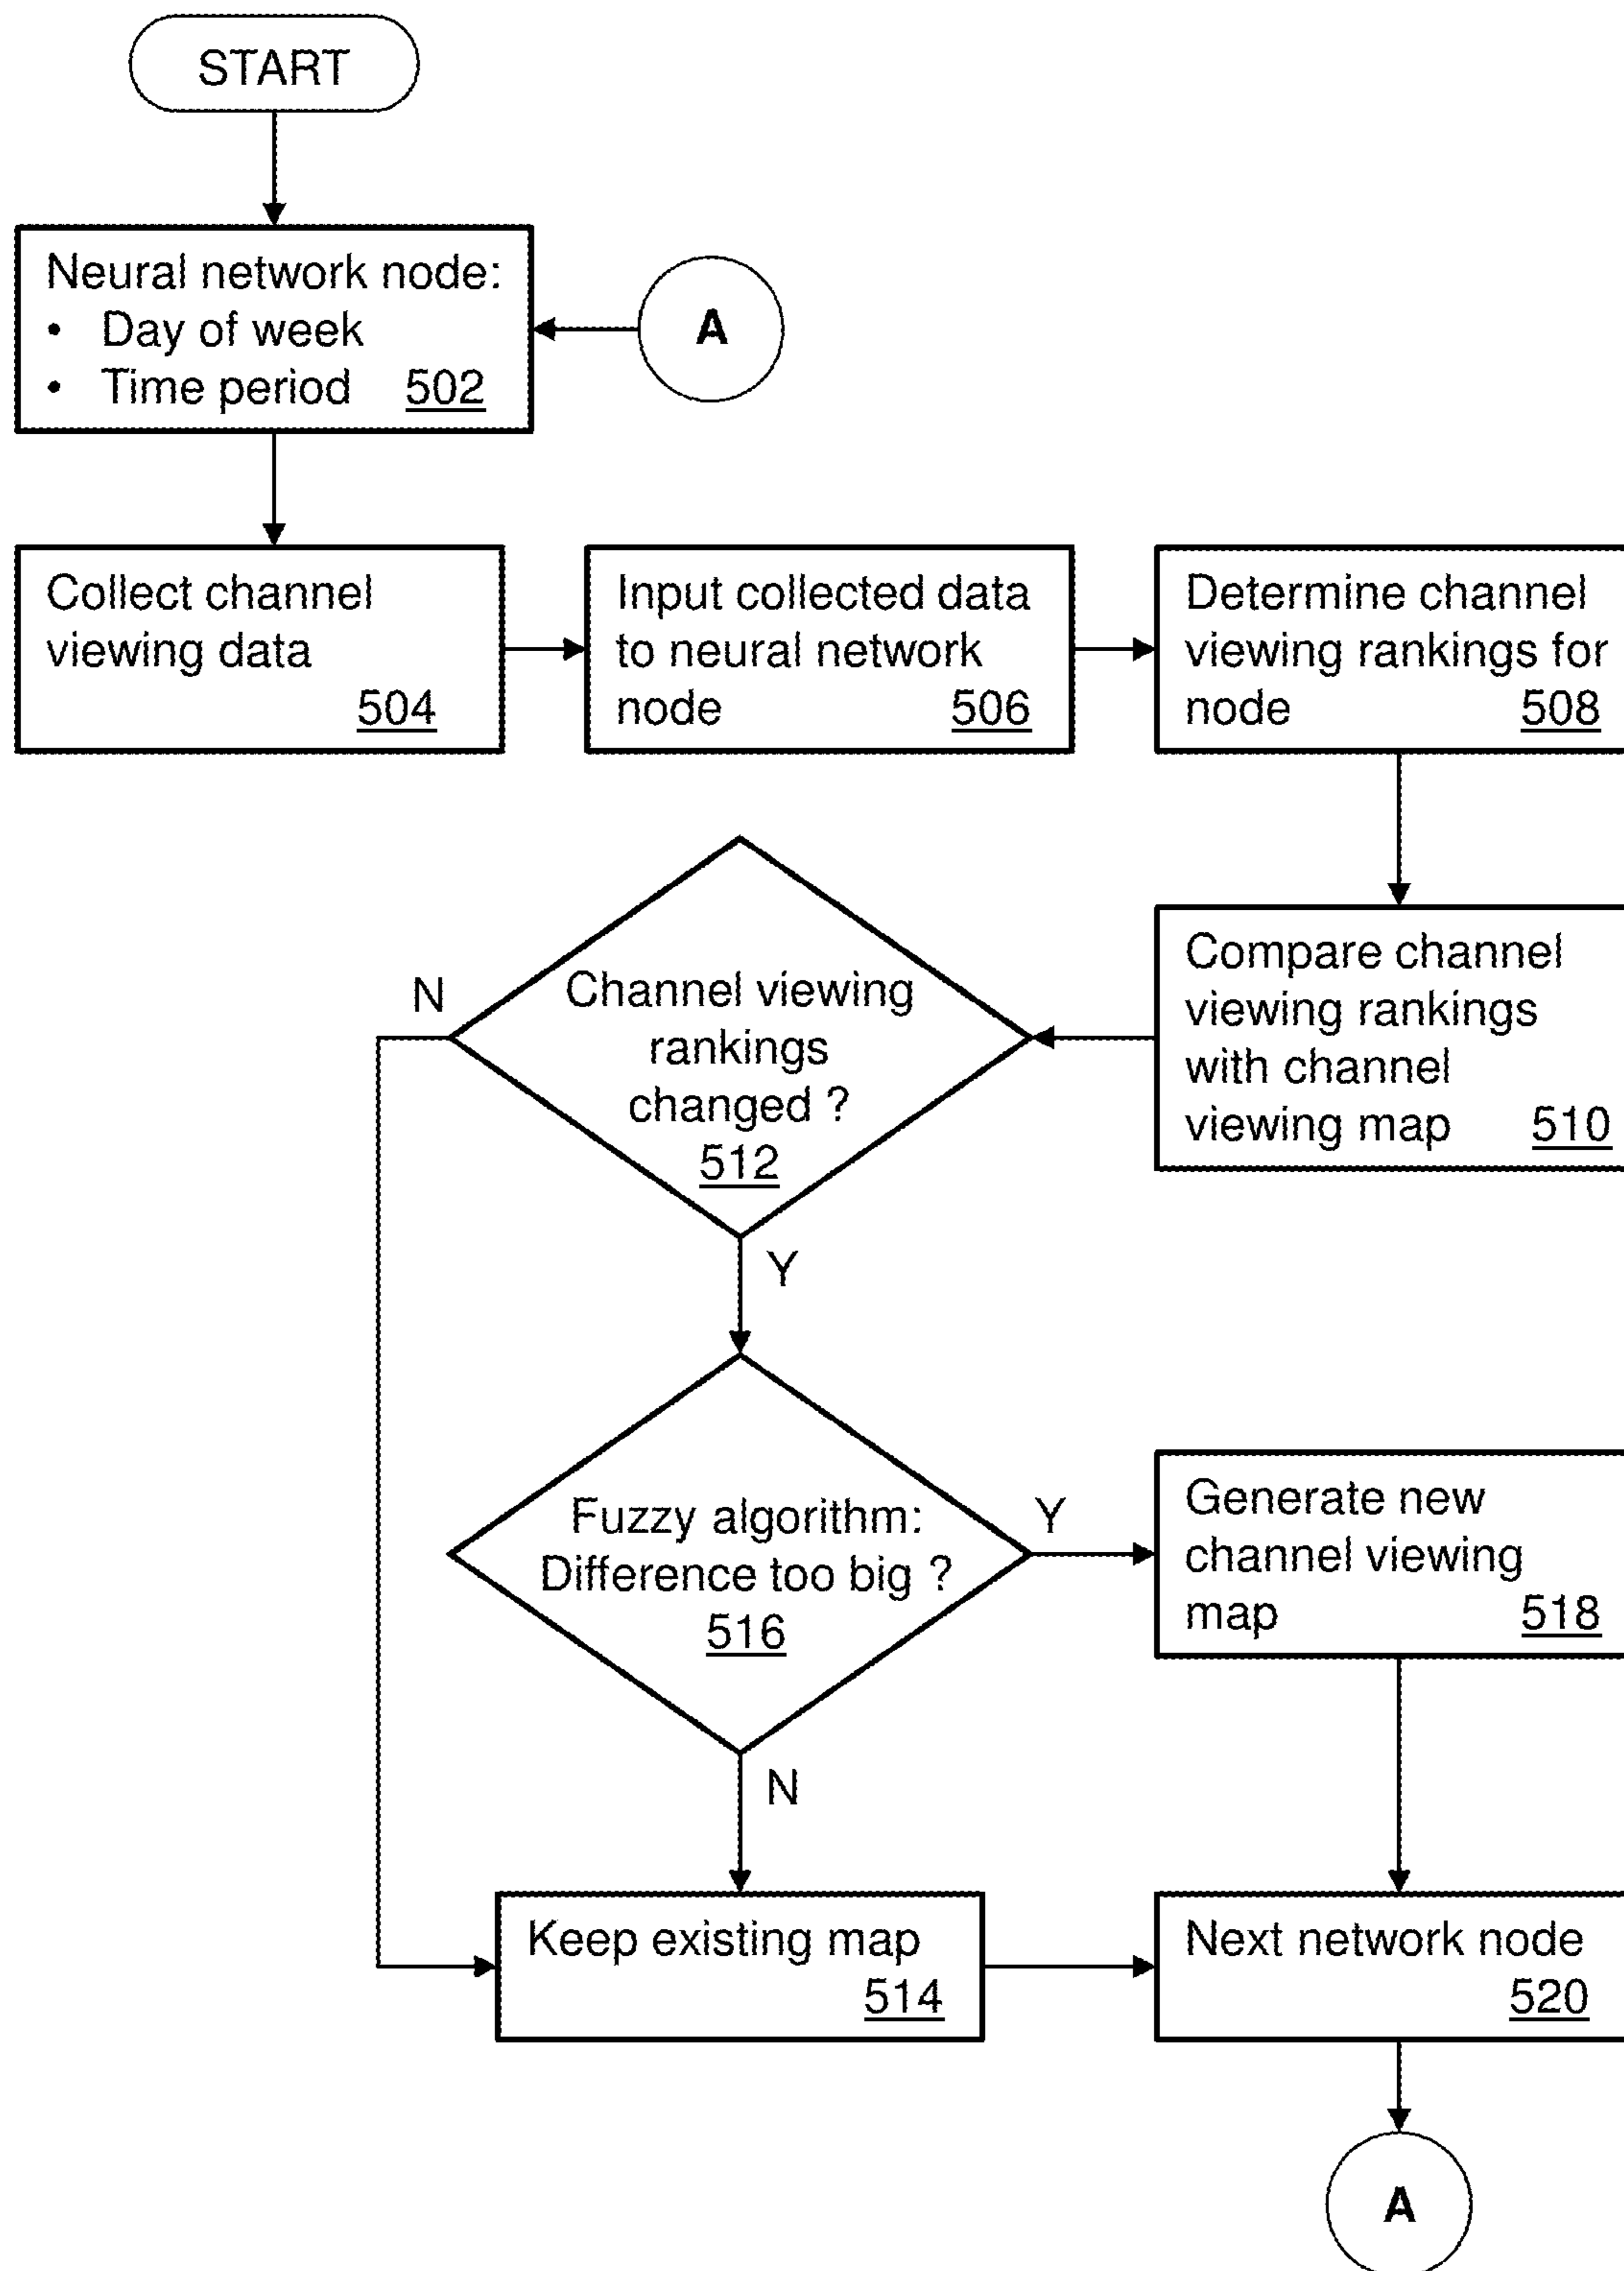 START
Neural network node:
• Day of week
• Time period 502
A
Collect channel
viewing data
504
Input collected data
to neural network
node 506
Determine channel
viewing rankings for
node 508
Compare channel
viewing rankings
with channel
viewing map 510
Channel viewing
rankings
changed ?
512
N
Y
Fuzzy algorithm:
Difference too big ?
516
Y
N
Generate new
channel viewing
map 518
Keep existing map
514
Next network node
520
A